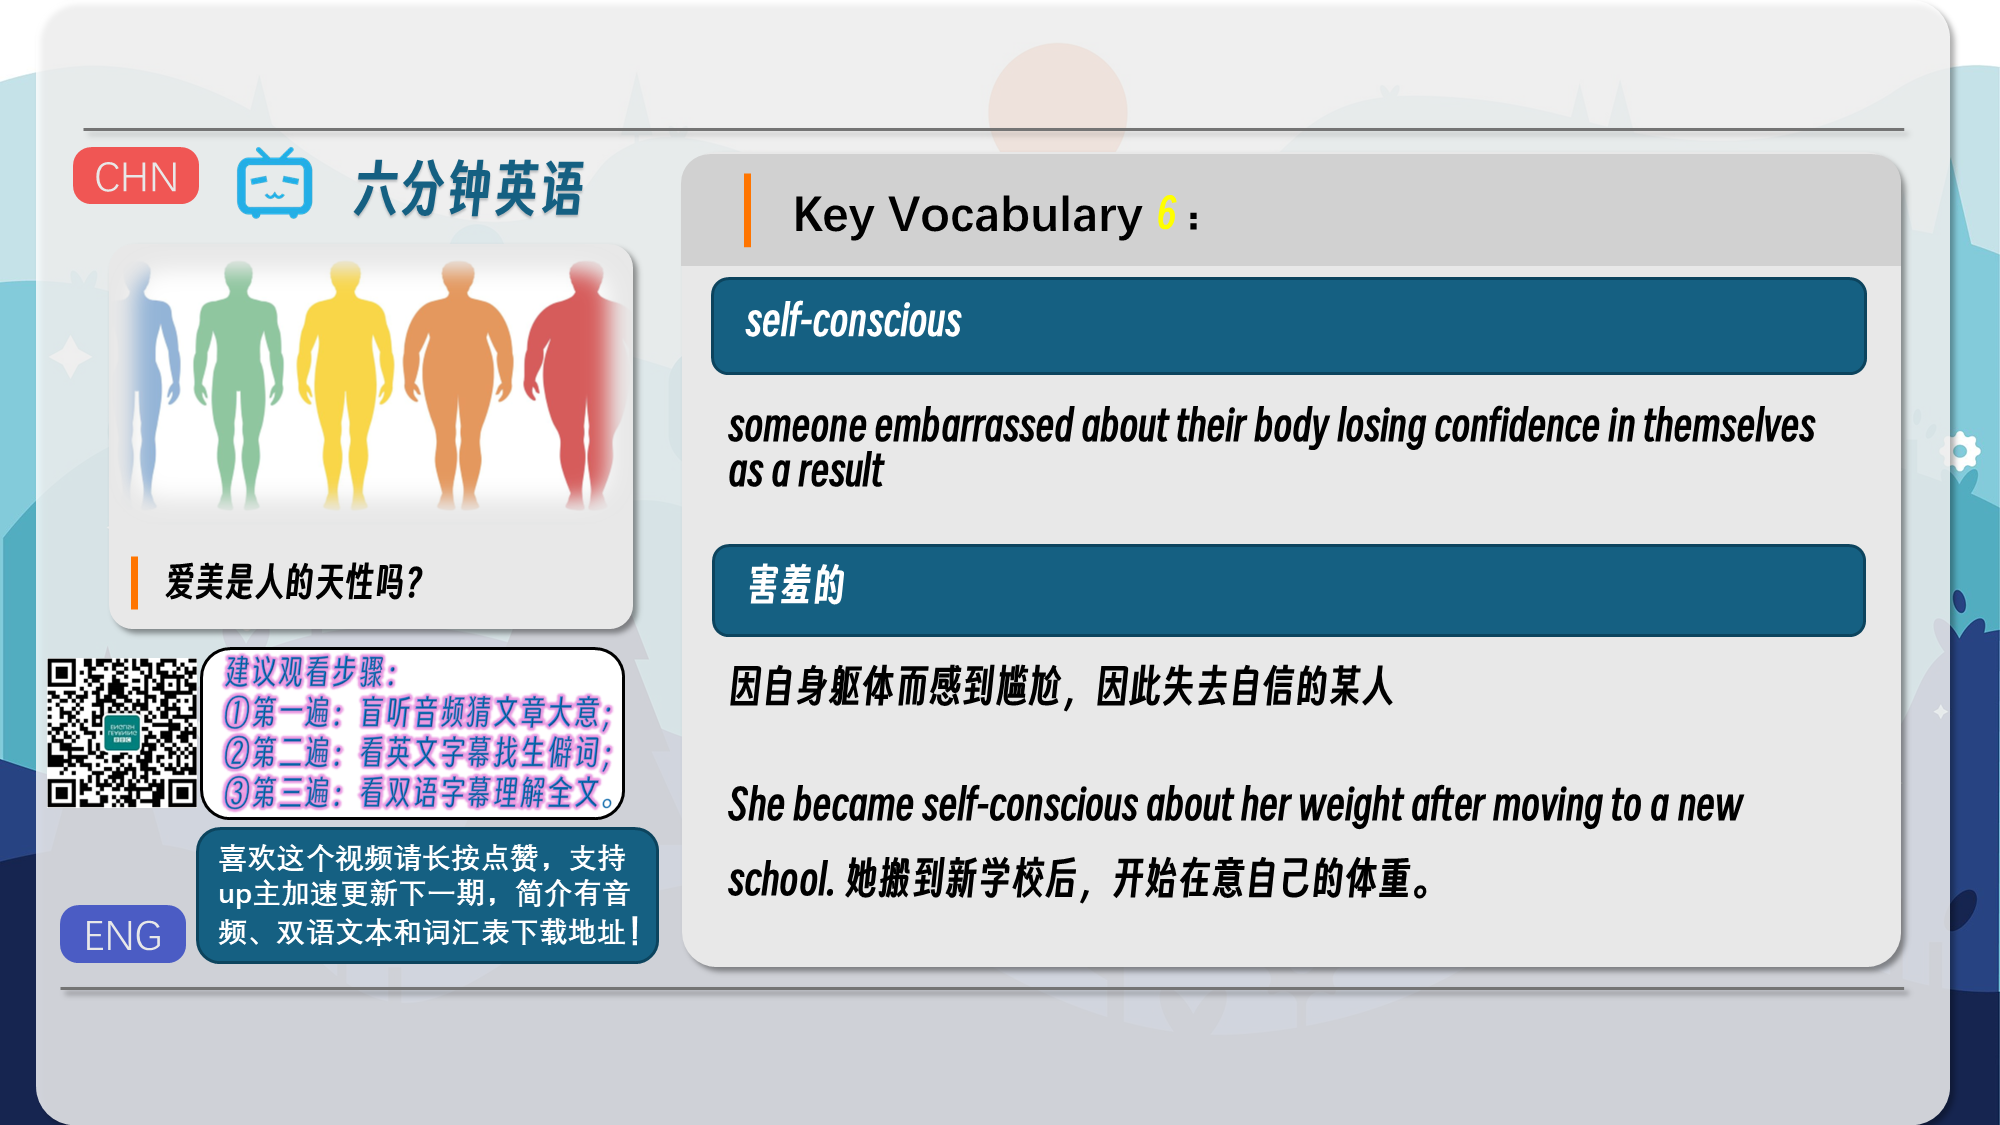 CHN
六分钟英语
爱美是人的天性吗？
建议观看步骤：
①第一遍：盲听音频猜文章大意；
②第二遍：看英文字幕找生僻词；
③第三遍：看双语字幕理解全文。
喜欢这个视频请长按点赞，支持
up主加速更新下一期，简介有音
频、双语文本和词汇表下载地址！
ENG
Key Vocabulary 6：
self-conscious
someone embarrassed about their body losing confidence in themselves
as a result
害羞的
因自身躯体而感到尴尬，因此失去自信的某人
She became self-conscious about her weight after moving to a new
school. 她搬到新学校后，开始在意自己的体重。